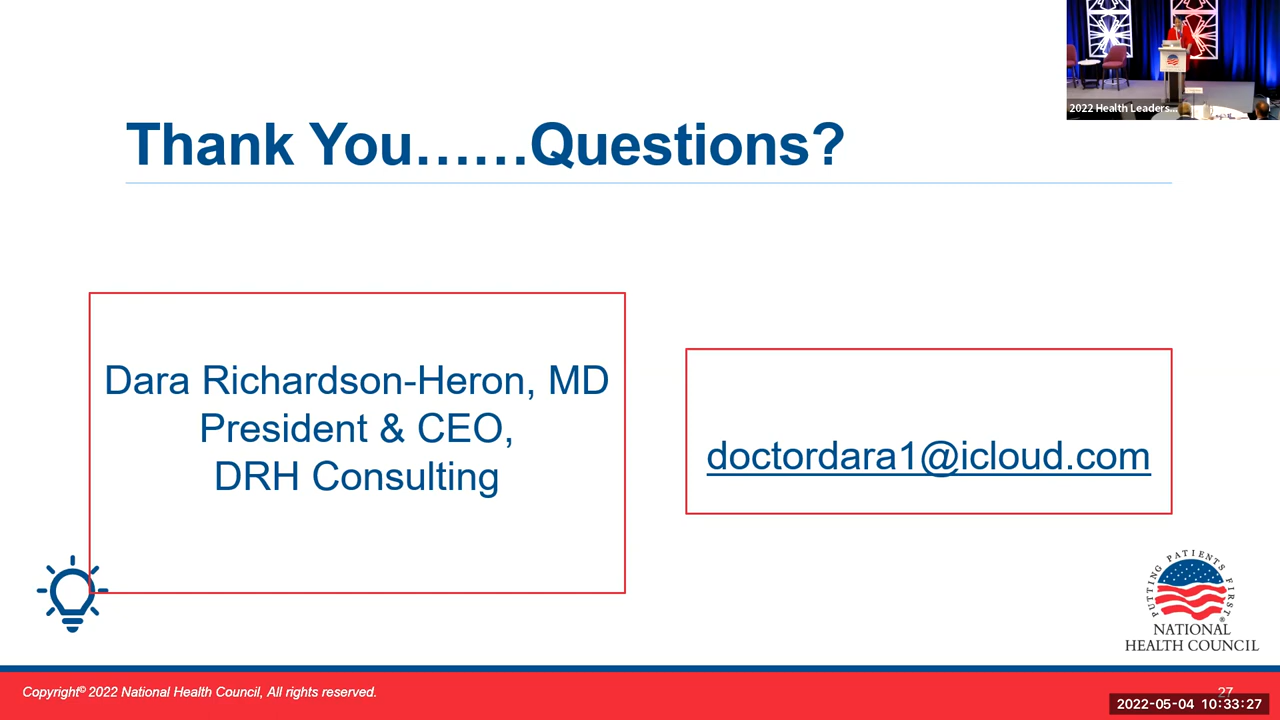 2022 Health Leaders...
Thank You……Questions?
Dara Richardson-Heron, MD
President & CEO,
DRH Consulting
doctordara1@icloud.com
PUTTING PATIENTS FIRST®
NATIONAL
HEALTH COUNCIL
Copyright© 2022 National Health Council, All rights reserved.
27
2022-05-04 10:33:27